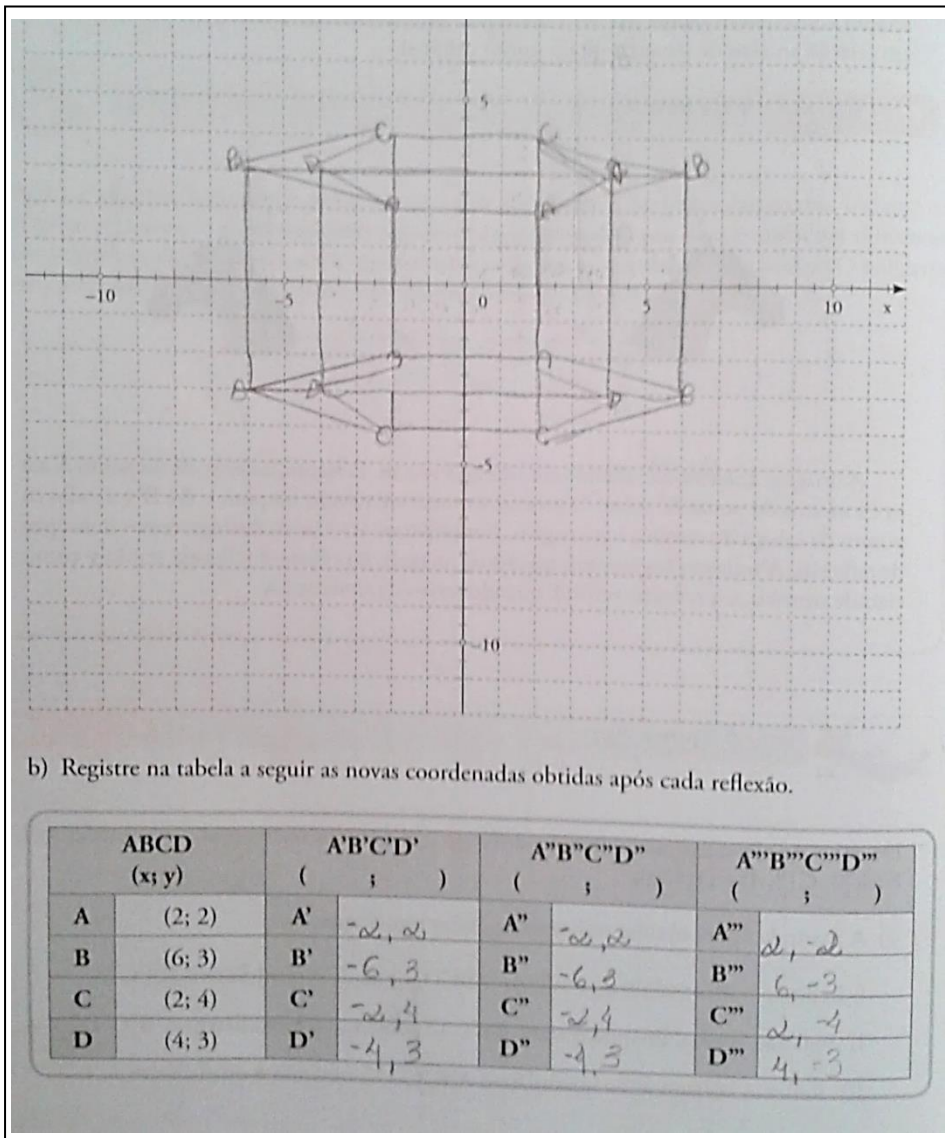 5
C C
B D D B
A A
-10 -5 0 5 10 x
A
A B
D
C C
-5
-10
b) Registre na tabela a seguir as novas coordenadas obtidas após cada reflexão.
ABCD A'B'C'D' A"B"C"D" A"'B"'C"'D"'
(x; y) ( ; ) ( ; ) ( ; )
A (2; 2) A' -2, 2 A" -2, 2 A"' 2, -2
B (6; 3) B' -6, 3 B" -6, 3 B"' 6, -3
C (2; 4) C' -2, 4 C" -2, 4 C"' 2, -4
D (4; 3) D' -4, 3 D" -4, 3 D"' 4, -3